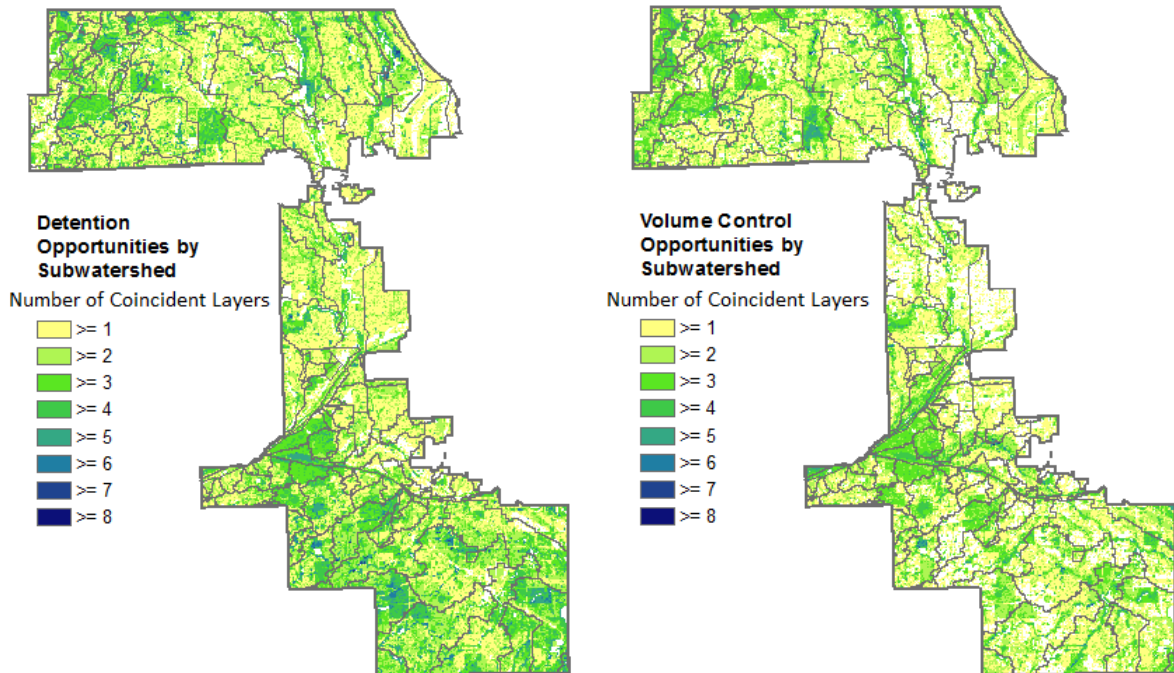 Detention
Opportunities by
Subwatershed
Number of Coincident Layers
>= 1
>= 2
>= 3
>= 4
>= 5
>= 6
>= 7
>= 8
Volume Control
Opportunities by
Subwatershed
Number of Coincident Layers
>= 1
>= 2
>= 3
>= 4
>= 5
>= 6
>= 7
>= 8